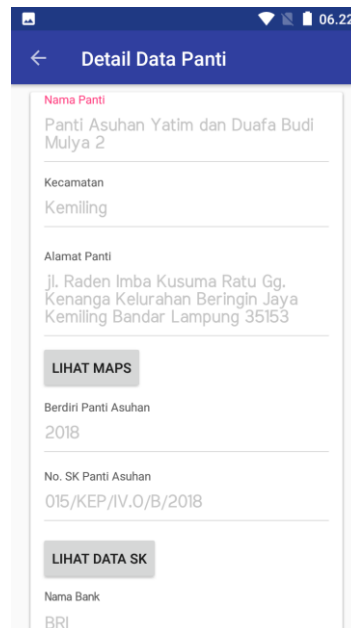 06.22
Detail Data Panti
Nama Panti
Panti Asuhan Yatim dan Duafa Budi
Mulya 2
Kecamatan
Kemiling
Alamat Panti
jl. Raden Imba Kusuma Ratu Gg.
Kenanga Kelurahan Beringin Jaya
Kemiling Bandar Lampung 35153
LIHAT MAPS
Berdiri Panti Asuhan
2018
No. SK Panti Asuhan
015/KEP/IV.O/B/2018
LIHAT DATA SK
Nama Bank
BRI